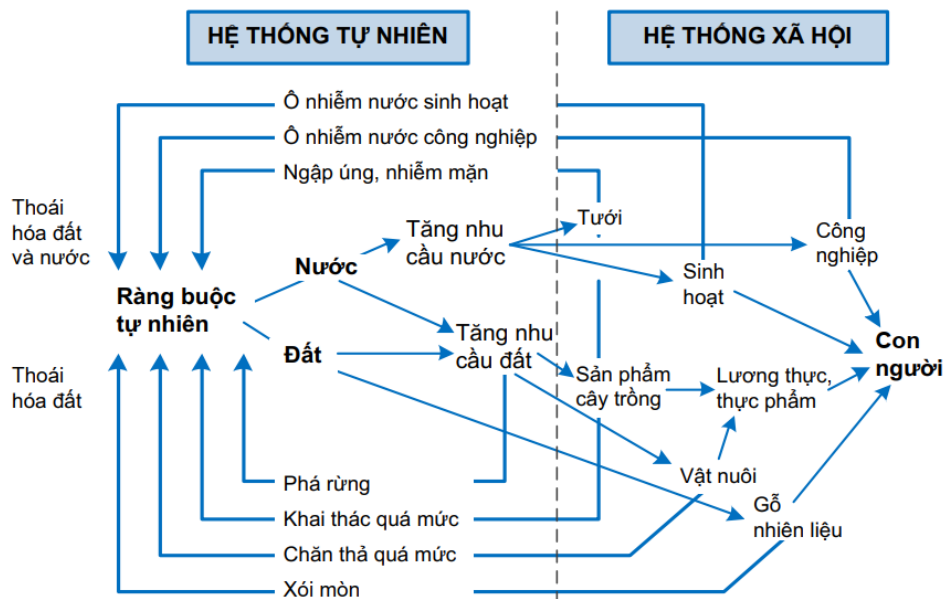 HỆ THỐNG TỰ NHIÊN
HỆ THỐNG XÃ HỘI
Ô nhiễm nước sinh hoạt
Ô nhiễm nước công nghiệp
Ngập úng, nhiễm mặn
Thoái
hóa đất
và nước
Tăng nhu
cầu nước
Tưới
Công
nghiệp
Nước
Sinh
hoạt
Ràng buộc
tự nhiên
Đất
Tăng nhu
cầu đất
Con
người
Thoái
hóa đất
Sản phẩm
cây trồng
Lương thực,
thực phẩm
Phá rừng
Vật nuôi
Khai thác quá mức
Gỗ
nhiên liệu
Chăn thả quá mức
Xói mòn